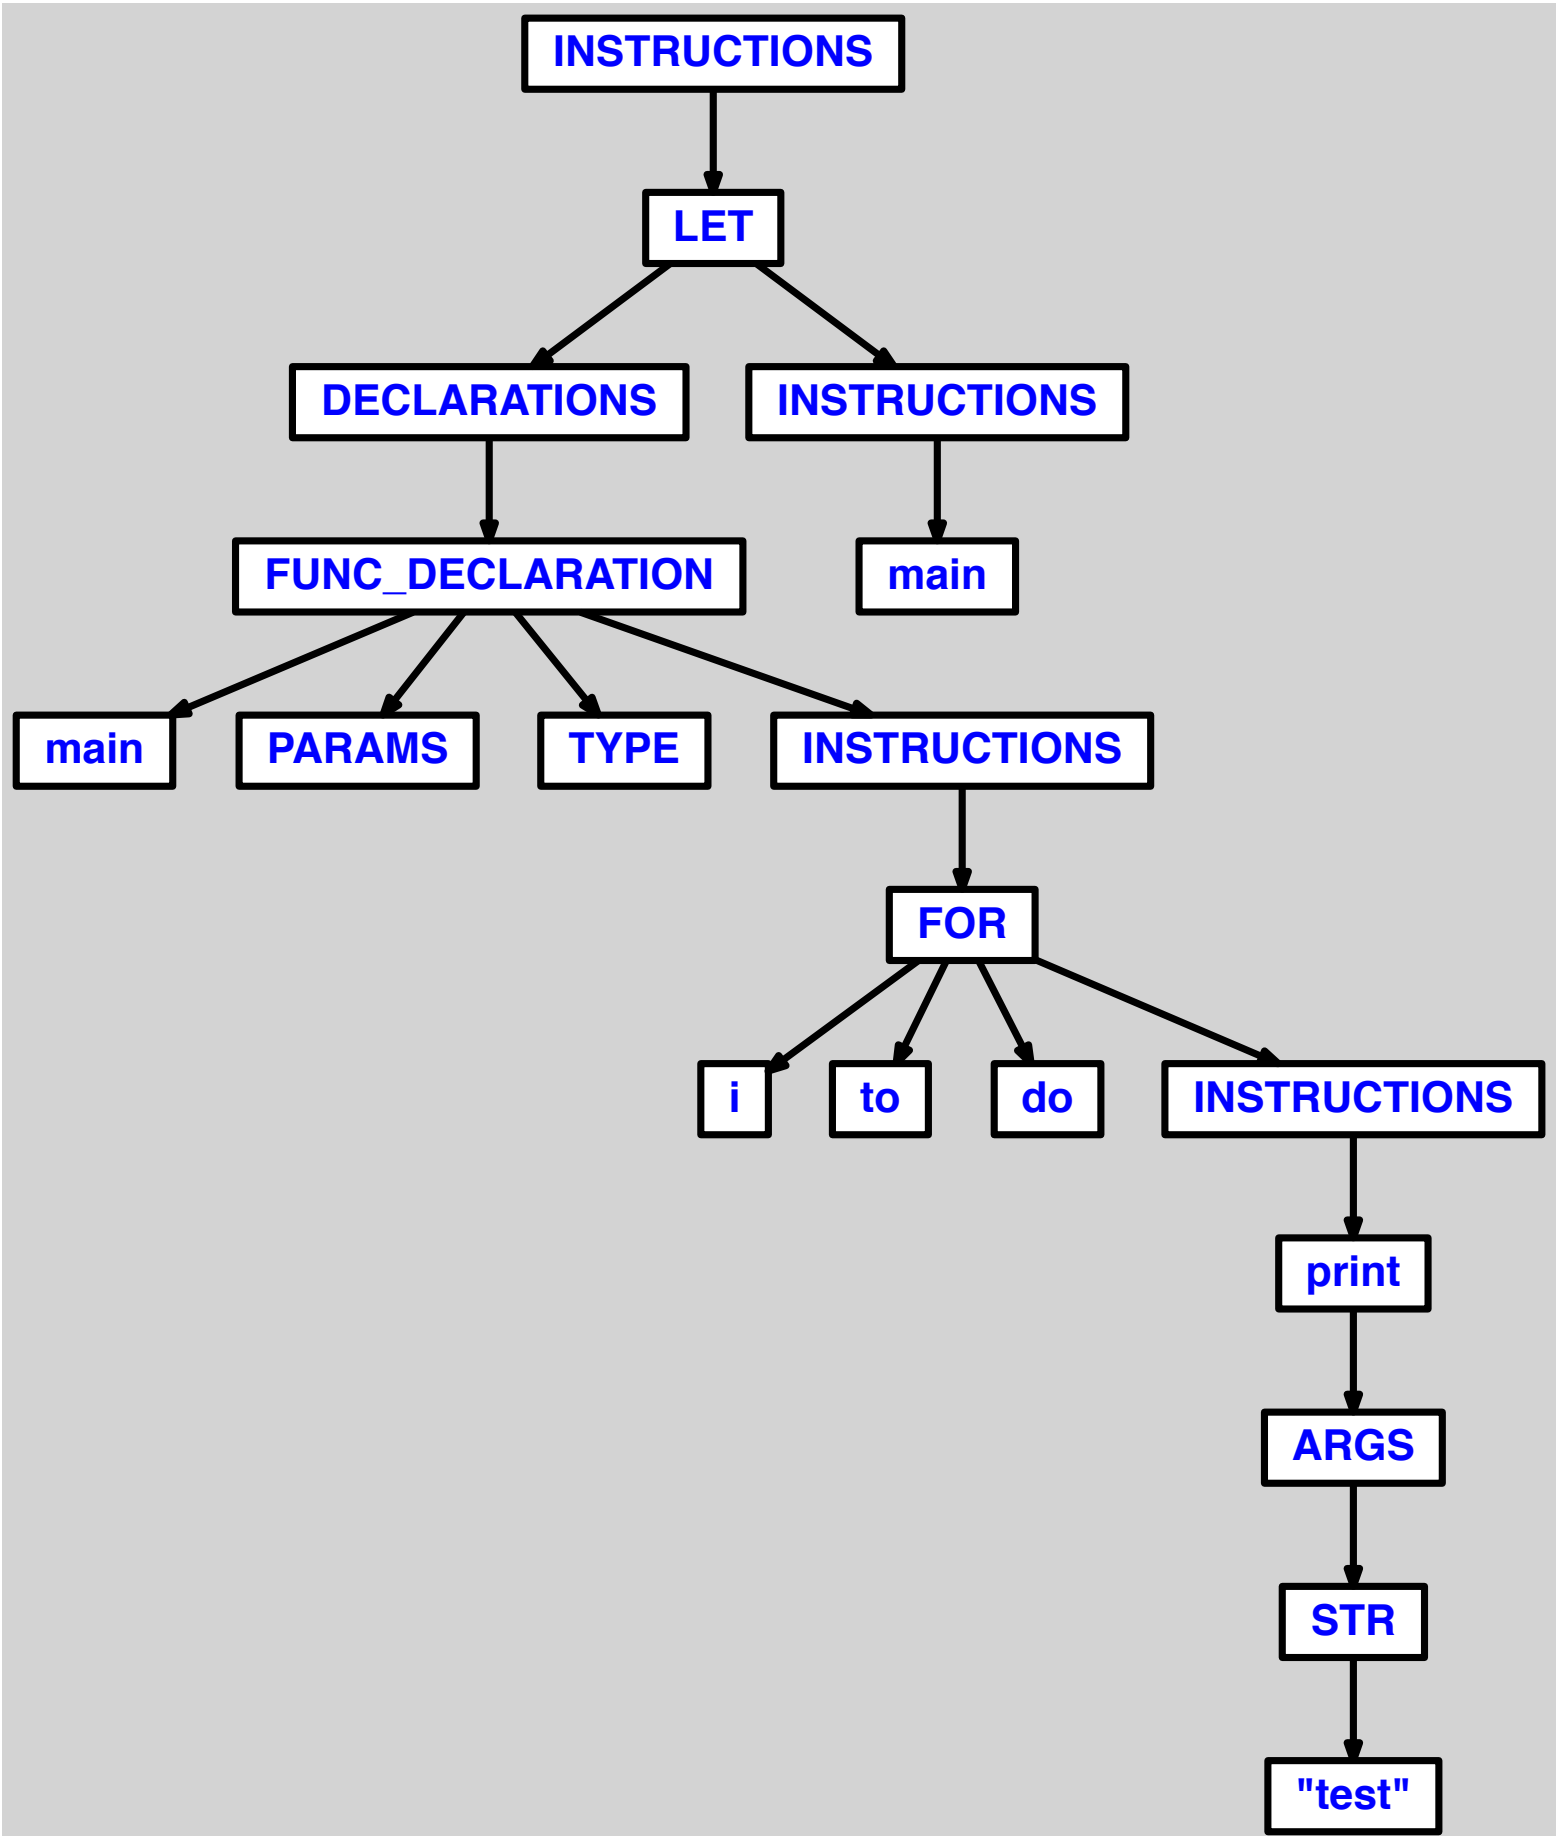 INSTRUCTIONS
LET
DECLARATIONS
INSTRUCTIONS
FUNC_DECLARATION
main
main
PARAMS
TYPE
INSTRUCTIONS
FOR
i
to
do
INSTRUCTIONS
print
ARGS
STR
"test"